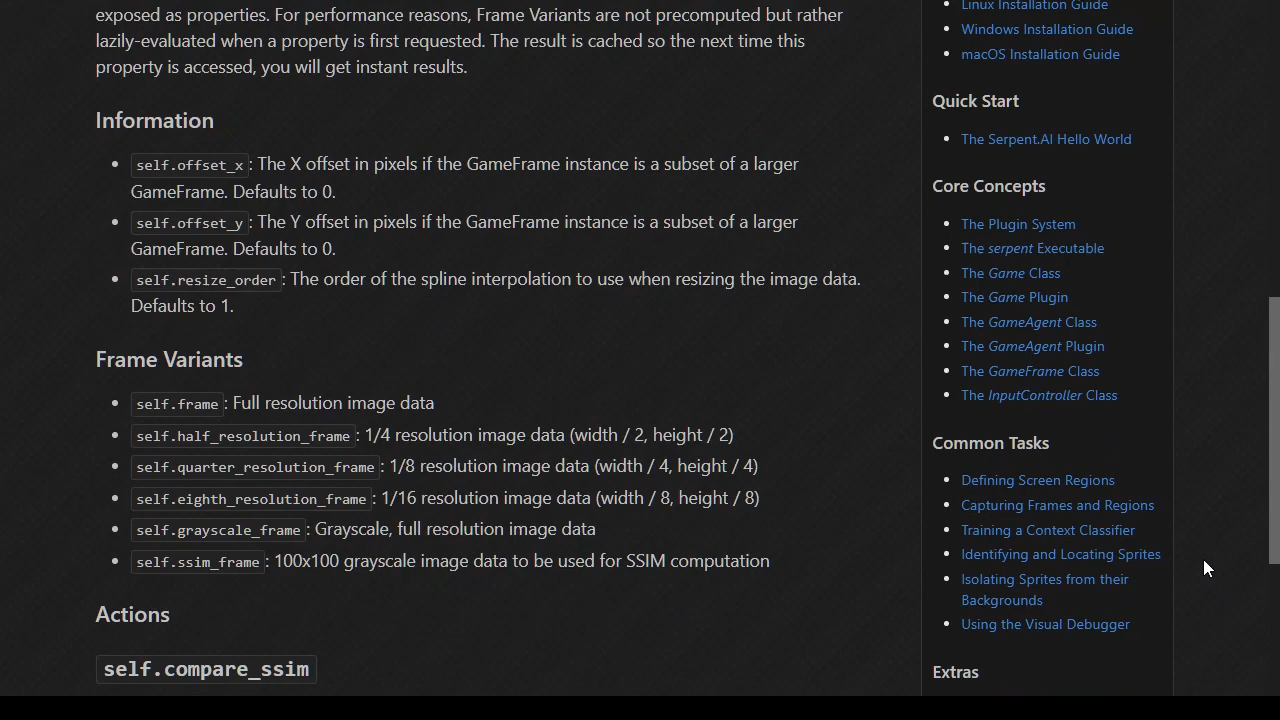 exposed as properties. For performance reasons, Frame Variants are not precomputed but rather
lazily-evaluated when a property is first requested. The result is cached so the next time this
property is accessed, you will get instant results.
Information
self.offset_x: The X offset in pixels if the GameFrame instance is a subset of a larger
GameFrame. Defaults to 0.
self.offset_y: The Y offset in pixels if the GameFrame instance is a subset of a larger
GameFrame. Defaults to 0.
self.resize_order: The order of the spline interpolation to use when resizing the image data.
Defaults to 1.
Frame Variants
self.frame: Full resolution image data
self.half_resolution_frame: 1/4 resolution image data (width / 2, height / 2)
self.quarter_resolution_frame: 1/8 resolution image data (width / 4, height / 4)
self.eighth_resolution_frame: 1/16 resolution image data (width / 8, height / 8)
self.grayscale_frame: Grayscale, full resolution image data
self.ssim_frame: 100x100 grayscale image data to be used for SSIM computation
Actions
self.compare_ssim
Linux Installation Guide
Windows Installation Guide
macOS Installation Guide
Quick Start
The Serpent.AI Hello World
Core Concepts
The Plugin System
The serpent Executable
The Game Class
The Game Plugin
The GameAgent Class
The GameAgent Plugin
The GameFrame Class
The InputController Class
Common Tasks
Defining Screen Regions
Capturing Frames and Regions
Training a Context Classifier
Identifying and Locating Sprites
Isolating Sprites from their
Backgrounds
Using the Visual Debugger
Extras